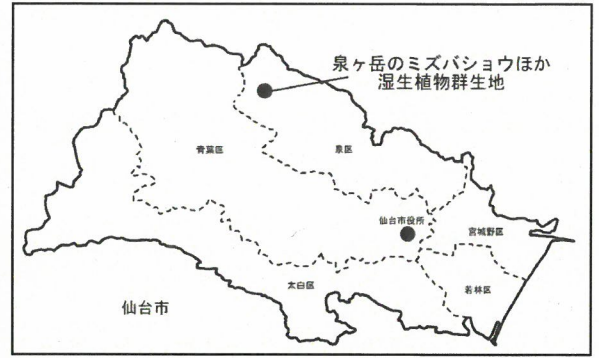 泉ヶ岳のミズバショウほか
湿生植物群生地
青葉区
泉区
仙台市役所
宮城野区
太白区
若林区
仙台市